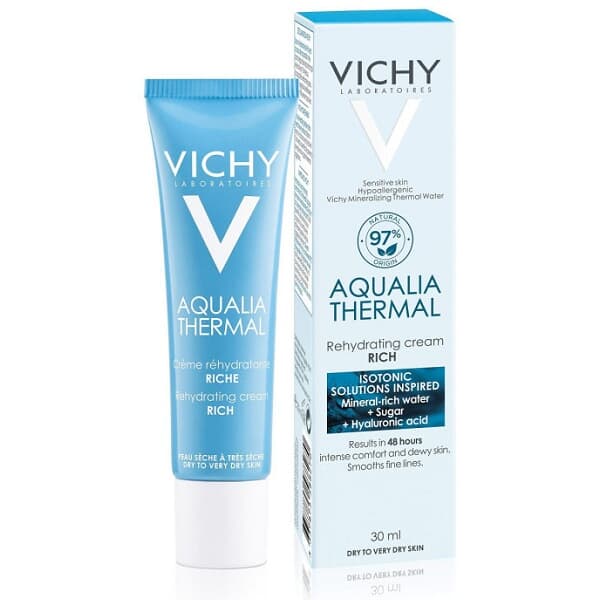 VICHY
LABORATOIRES
AQUALIA
THERMAL
Crème réhydratante
RICHE
Rehydrating cream
RICH
PEAU SÈCHE À TRÈS SÈCHE
DRY TO VERY DRY SKIN
VICHY
LABORATOIRES
Sensitive skin
Hypoallergenic
Vichy Mineralizing Thermal Water
NATURAL
97%
ORIGIN
AQUALIA
THERMAL
Rehydrating cream
RICH
ISOTONIC
SOLUTIONS INSPIRED
Mineral-rich water
+ Sugar
+ Hyaluronic acid
Results in 48 hours
intense comfort and dewy skin.
Smooths fine lines.
30 ml
DRY TO VERY DRY SKIN